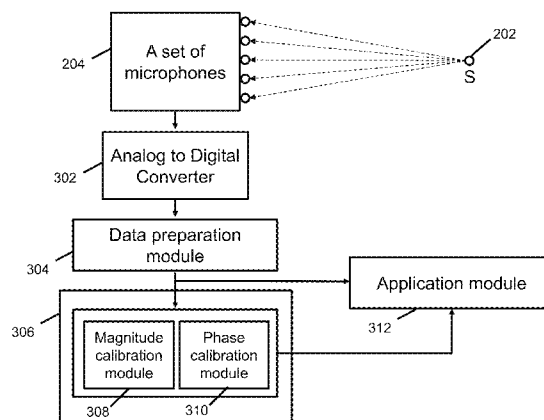 204
A set of
microphones
202
S
302
Analog to Digital
Converter
304
Data preparation
module
Application module
312
306
Magnitude
calibration
module
Phase
calibration
module
308
310